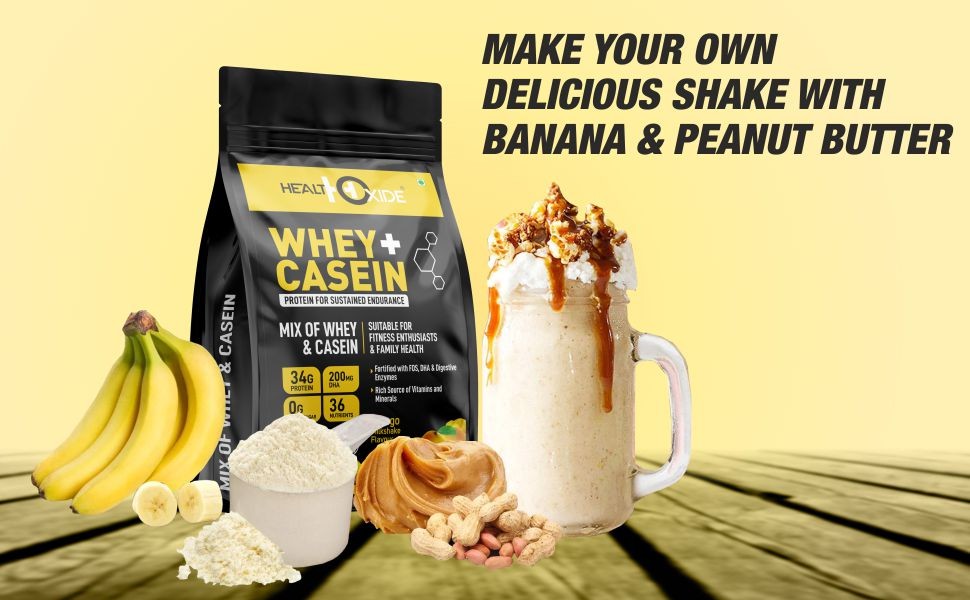 MAKE YOUR OWN
DELICIOUS SHAKE WITH
BANANA & PEANUT BUTTER
HEALTHOXIDE®
WHEY+
CASEIN
PROTEIN FOR SUSTAINED ENDURANCE
MIX OF WHEY
& CASEIN
SUITABLE FOR
FITNESS ENTHUSIASTS
& FAMILY HEALTH
34G
PROTEIN
200MG
DHA
0G
36
NUTRIENTS
Fortified with FOS, DHA & Digestive
Enzymes
Rich Source of Vitamins and
Minerals
MIX OF WHEY & CASEIN